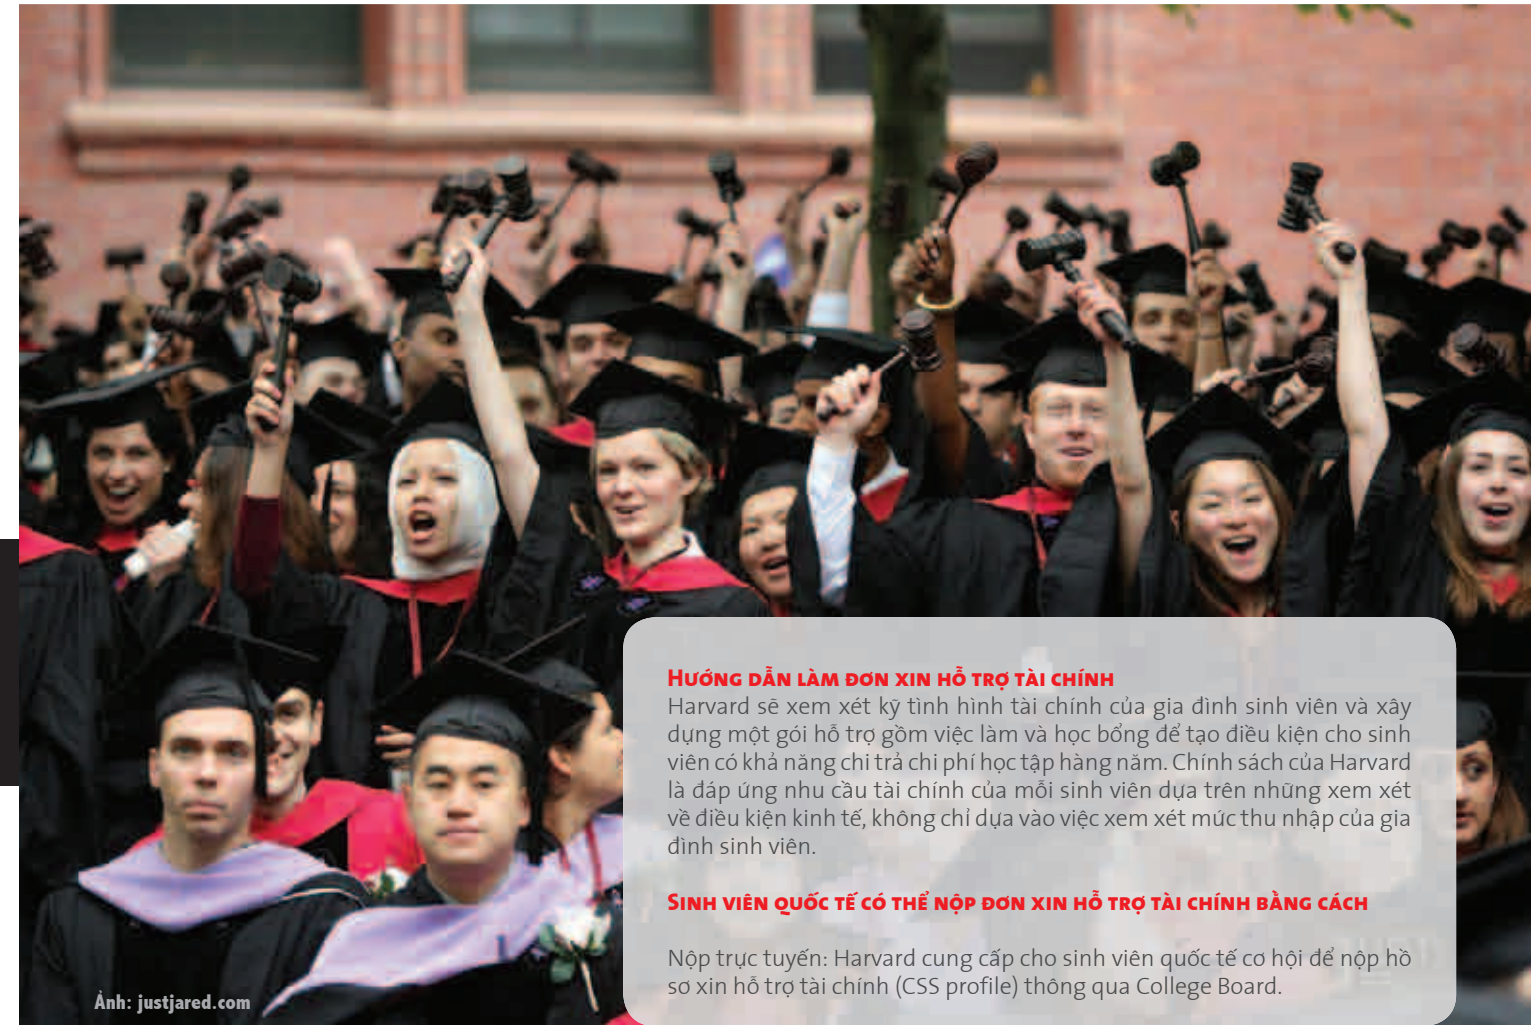 HƯỚNG DẪN LÀM ĐƠN XIN HỖ TRỢ TÀI CHÍNH
Harvard sẽ xem xét kỹ tình hình tài chính của gia đình sinh viên và xây
dựng một gói hỗ trợ gồm việc làm và học bổng để tạo điều kiện cho sinh
viên có khả năng chi trả chi phí học tập hàng năm. Chính sách của Harvard
là đáp ứng nhu cầu tài chính của mỗi sinh viên dựa trên những xem xét
về điều kiện kinh tế, không chỉ dựa vào việc xem xét mức thu nhập của gia
đình sinh viên.
SINH VIÊN QUỐC TẾ CÓ THỂ NỘP ĐƠN XIN HỖ TRỢ TÀI CHÍNH BẰNG CÁCH
Nộp trực tuyến: Harvard cung cấp cho sinh viên quốc tế cơ hội để nộp hồ
sơ xin hỗ trợ tài chính (CSS profile) thông qua College Board.
Ảnh: justjared.com